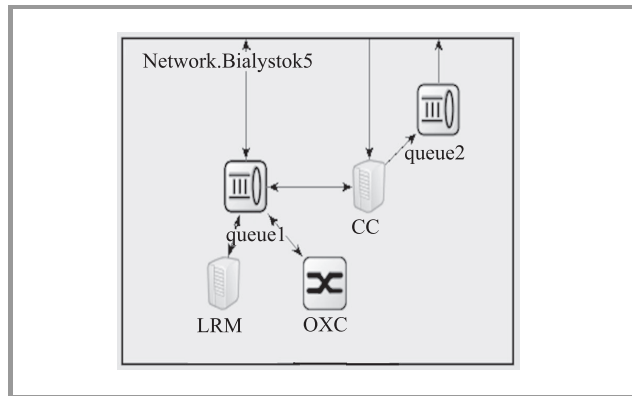 Network.Bialystok5
queue2
CC
queue1
LRM
OXC